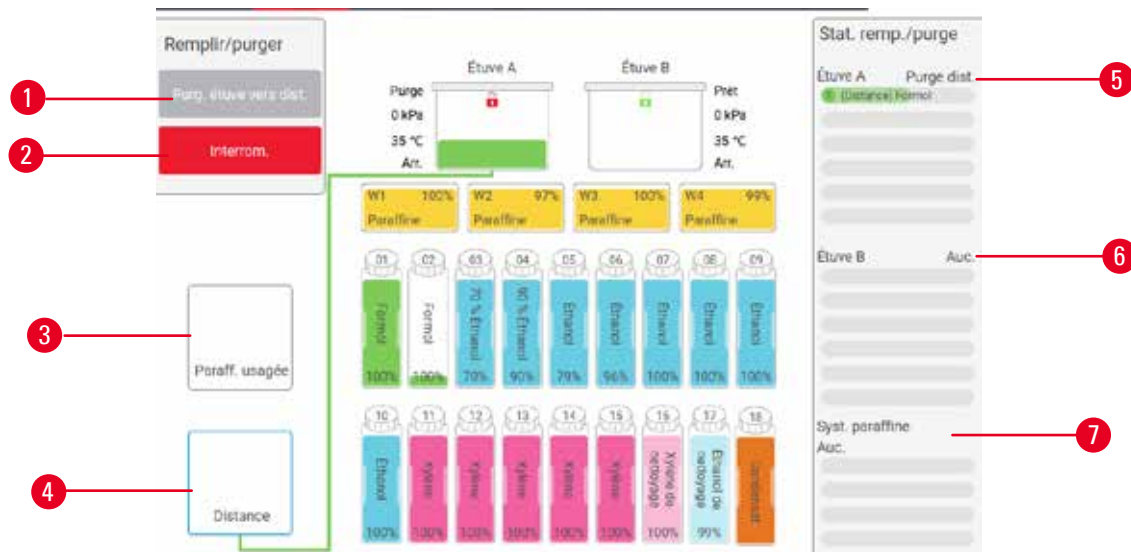 Remplir/purger
1
Purg. étuve vers dist.
2
Interrom.
3
Paraff. usagée
4
Distance
Étuve A
Purge
0 kPa
35 °C
Arr.
Étuve B
Prêt
0 kPa
35 °C
Arr.
W1 100%
Paraffine
W2 97%
Paraffine
W3 100%
Paraffine
W4 99%
Paraffine
01 02 03 04 05 06 07 08 09
Formol
Formol
70 % Éthanol
90 % Éthanol
Éthanol
Éthanol
Éthanol
Éthanol
Éthanol
100% 100% 70% 90% 79% 96% 100% 100% 100%
10 11 12 13 14 15 16 17 18
Éthanol
Xylène
Xylène
Xylène
Xylène
Xylène
Xylène de nettoyage
Éthanol de nettoyage
Condensat
100% 100% 100% 100% 100% 100% 100% 99%
Stat. remp./purge
Étuve A Purge dist.
5
(Distance) Formol
Étuve B Auc.
6
Syst. paraffine
7
Auc.